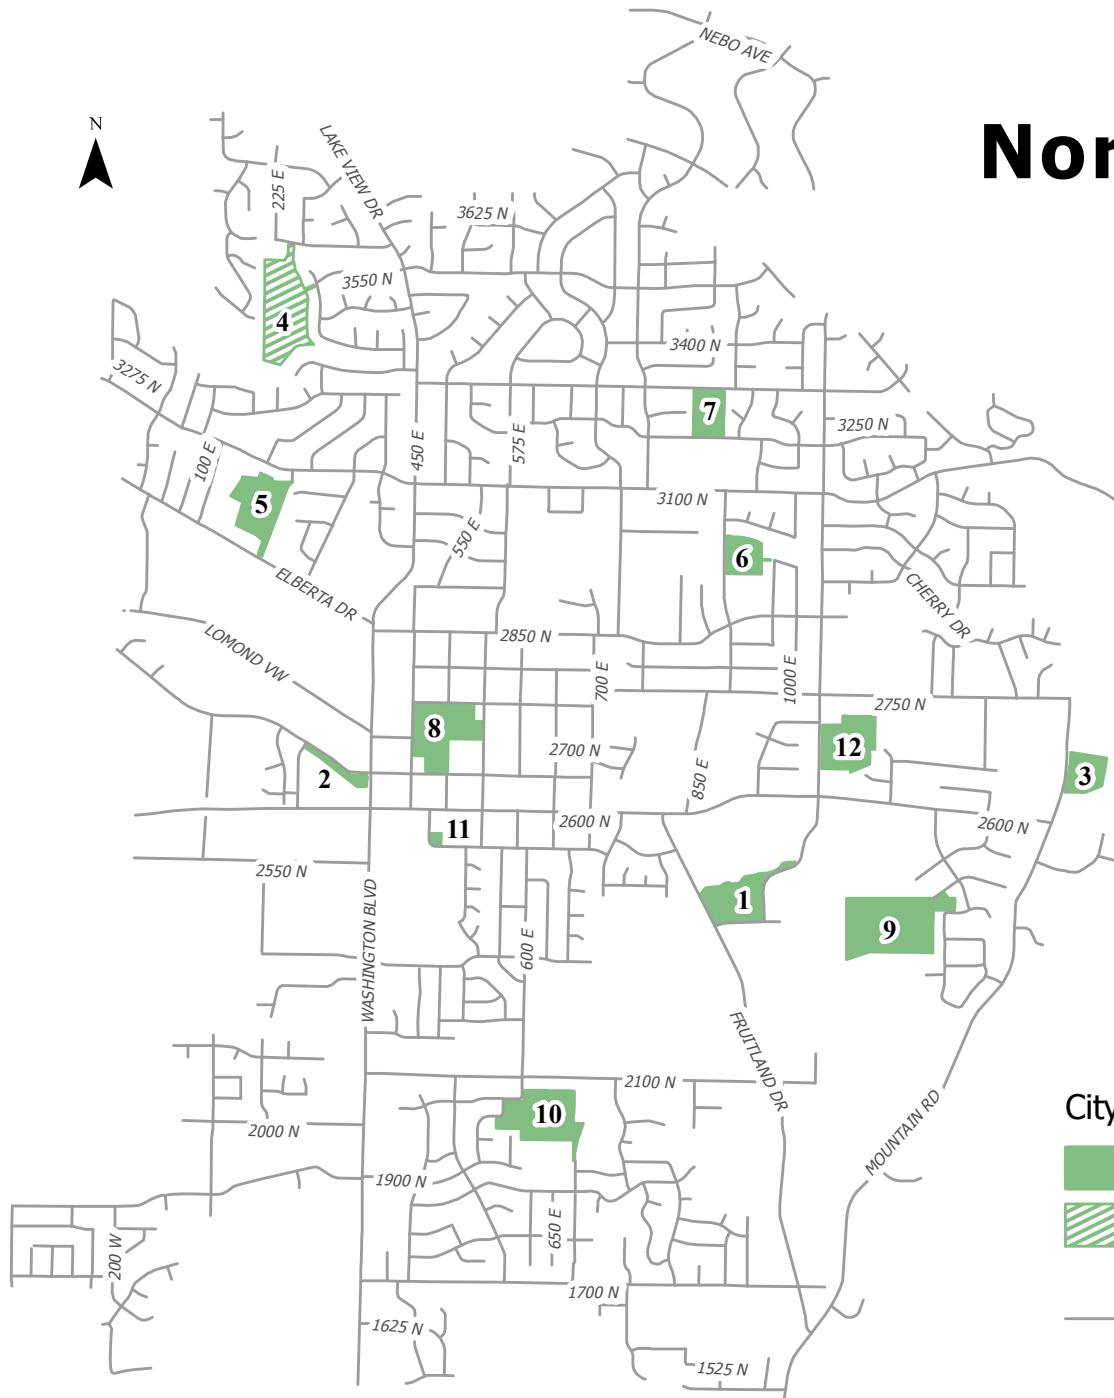 NEBO AVE
N
Nor
LAKE VIEW DR
225 E
3625 N
3550 N
4
3400 N
3275 N
7
3250 N
450 E
575 E
100 E
5
3100 N
550 E
6
ELBERTA DR
CHERRY DR
LOMOND VW
2850 N
700 E
1000 E
2750 N
8
2700 N
12
2
850 E
3
11
2600 N
2600 N
2550 N
1
WASHINGTON BLVD
600 E
9
FRUITLAND DR
2100 N
MOUNTAIN RD
City
10
2000 N
1900 N
650 E
200 W
1700 N
1625 N
1525 N